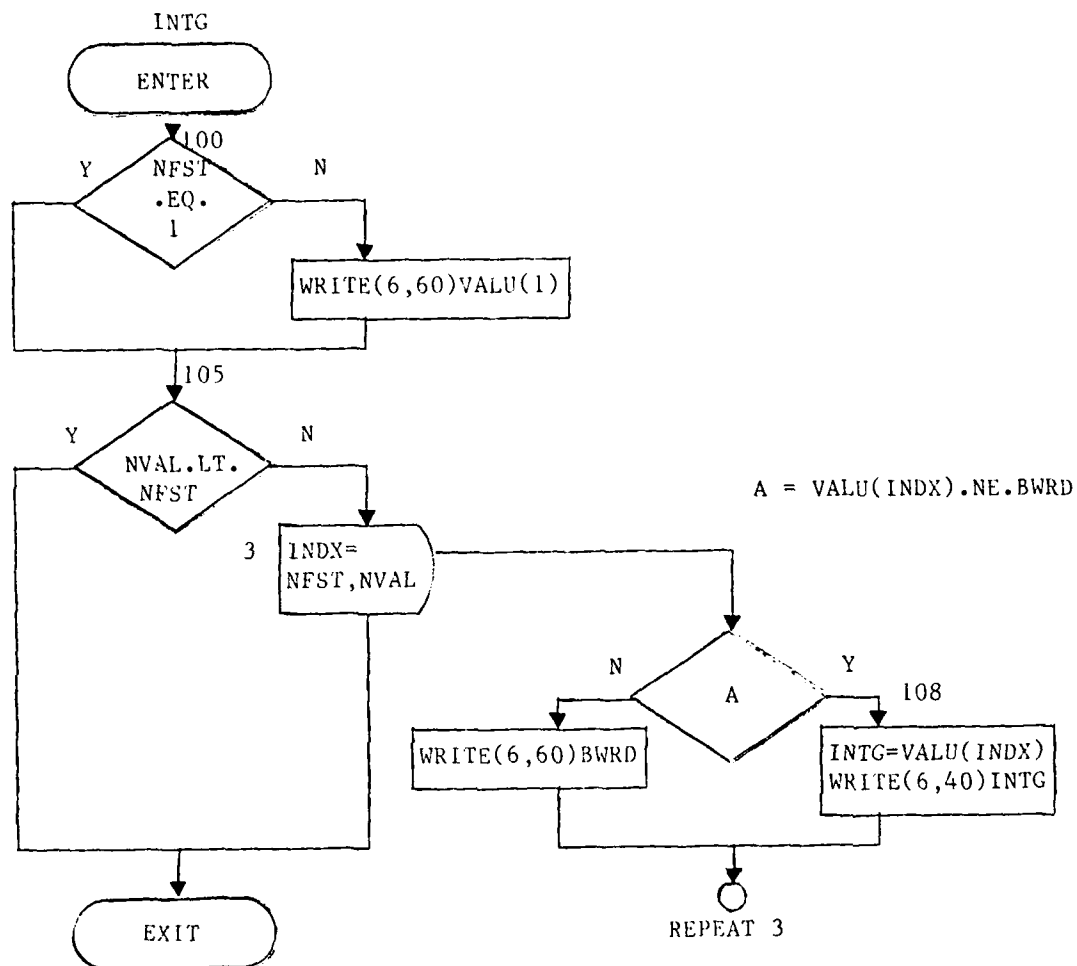 INTG
ENTER
100
Y
NFST
.EQ.
1
N
WRITE(6,60)VALU(1)
105
Y
NVAL.LT.
NFST
N
A = VALU(INDX).NE.BWRD
3
INDX=
NFST,NVAL
N
A
Y
108
WRITE(6,60)BWRD
INTG=VALU(INDX)
WRITE(6,40)INTG
EXIT
REPEAT 3